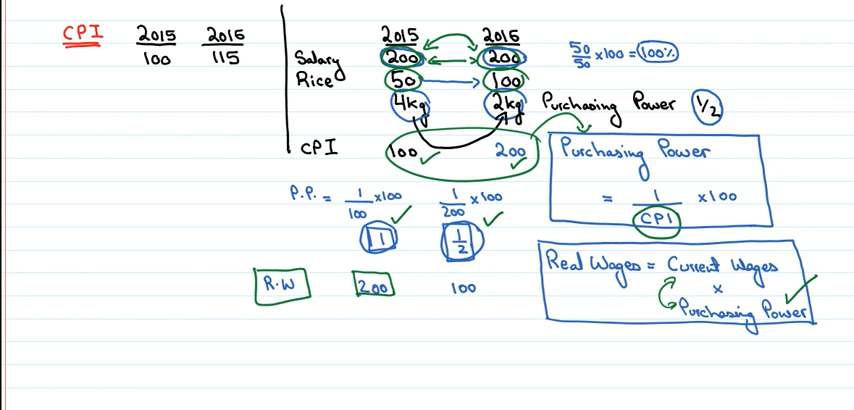 CPI 2015 2016
100 115
2015 2016
Salary 200 200
Rice 50 100
4kg 2kg Purchasing Power 1/2
50/50 x100 = 100%
CPI 100 200
P.P. = 1/100 x100 1/200 x100
1 1/2
R.W 200 100
Purchasing Power
= 1/CPI x100
Real Wages = Current Wages
x
Purchasing Power